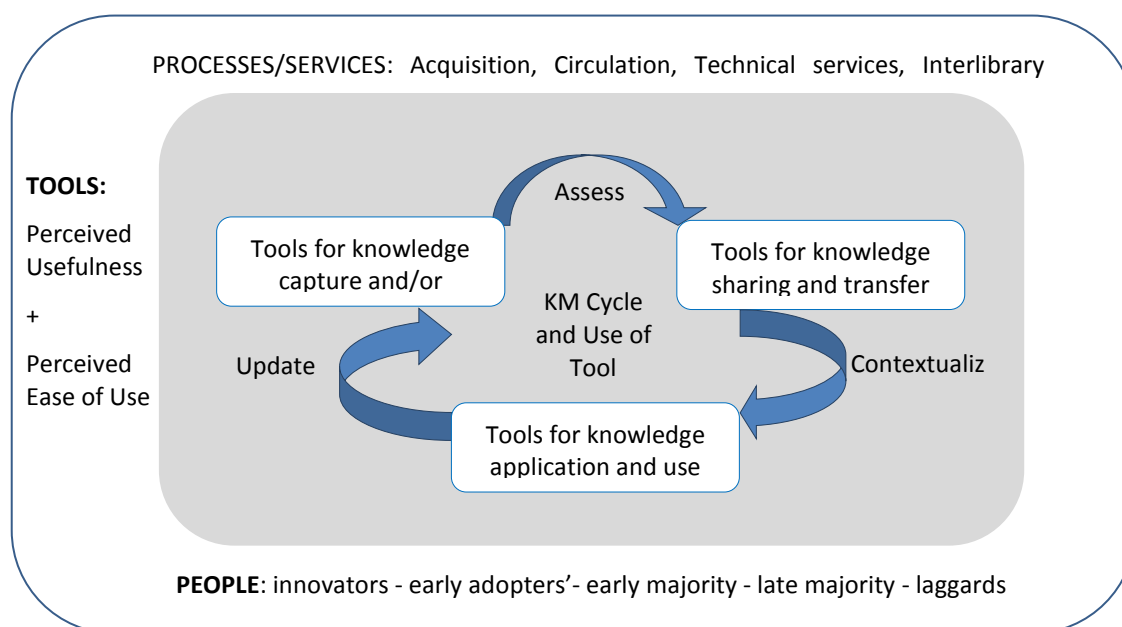 PROCESSES/SERVICES: Acquisition, Circulation, Technical services, Interlibrary
TOOLS:
Perceived
Usefulness
+
Perceived
Ease of Use
Assess
Tools for knowledge
capture and/or
Tools for knowledge
sharing and transfer
KM Cycle
and Use of
Tool
Update
Contextualiz
Tools for knowledge
application and use
PEOPLE: innovators - early adopters’- early majority - late majority - laggards